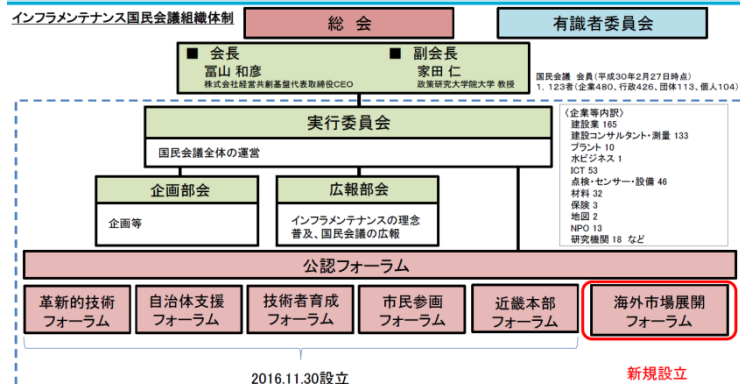 インフラメンテナンス国民会議組織体制
総 会
有識者委員会
■ 会長
冨山 和彦
株式会社経営共創基盤代表取締役CEO
■ 副会長
家田 仁
政策研究大学院大学 教授
国民会議 会員(平成30年2月27日時点)
1，123者(企業480、行政426、団体113、個人104)
実行委員会
国民会議全体の運営
〈企業等内訳〉
建設業 165
建設コンサルタント・測量 133
プラント 10
水ビジネス 1
ICT 53
点検・センサー・設備 46
材料 32
保険 3
地図 2
NPO 13
研究機関 18 など
企画部会
企画等
広報部会
インフラメンテナンスの理念
普及、国民会議の広報
公認フォーラム
革新的技術
フォーラム
自治体支援
フォーラム
技術者育成
フォーラム
市民参画
フォーラム
近畿本部
フォーラム
海外市場展開
フォーラム
2016.11.30設立
新規設立